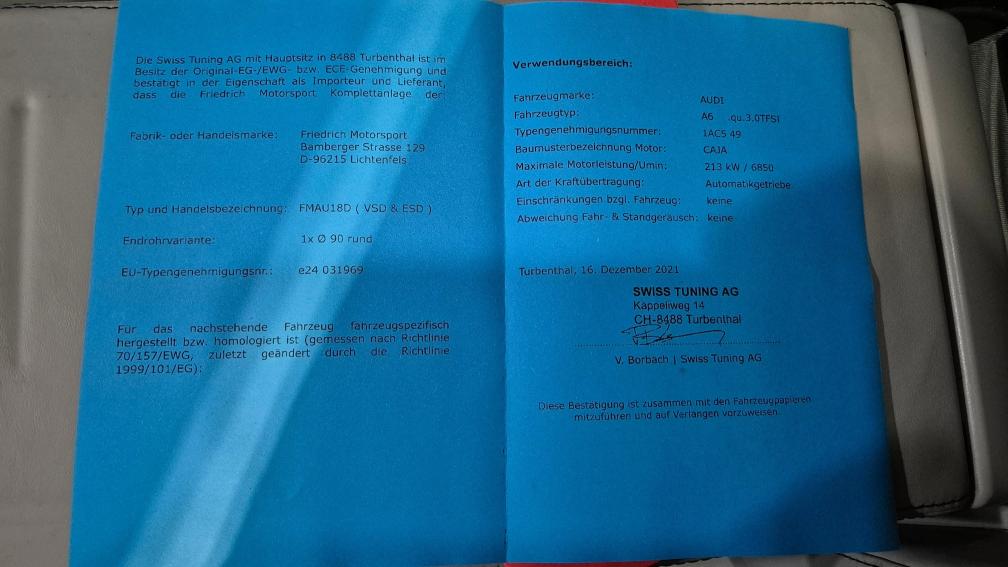 Die Swiss Tuning AG mit Hauptsitz in 8488 Turbenthal ist im
Besitz der Original-EG-/EWG- bzw. ECE-Genehmigung und
bestätigt in der Eigenschaft als Importeur und Lieferant,
dass die Friedrich Motorsport Komplettanlage der:
Fabrik- oder Handelsmarke: Friedrich Motorsport
Bamberger Strasse 129
D-96215 Lichtenfels
Typ und Handelsbezeichnung: FMAU18D ( VSD & ESD )
Endrohrvariante: 1x Ø 90 rund
EU-Typengenehmigungsnr.: e24 031969
Für das nachstehende Fahrzeug fahrzeugspezifisch
hergestellt bzw. homologiert ist (gemessen nach Richtlinie
70/157/EWG, zuletzt geändert durch die Richtlinie
1999/101/EG):
Verwendungsbereich:
Fahrzeugmarke: AUDI
Fahrzeugtyp: A6 .qu.3.0TFSI
Typengenehmigungsnummer: 1AC5 49
Baumusterbezeichnung Motor: CAJA
Maximale Motorleistung/Umin: 213 kW / 6850
Art der Kraftübertragung: Automatikgetriebe
Einschränkungen bzgl. Fahrzeug: keine
Abweichung Fahr- & Standgeräusch: keine
Turbenthal, 16. Dezember 2021
SWISS TUNING AG
Kappeliweg 14
CH-8488 Turbenthal
V. Borbach | Swiss Tuning AG
Diese Bestätigung ist zusammen mit den Fahrzeugpapieren
mitzuführen und auf Verlangen vorzuweisen.